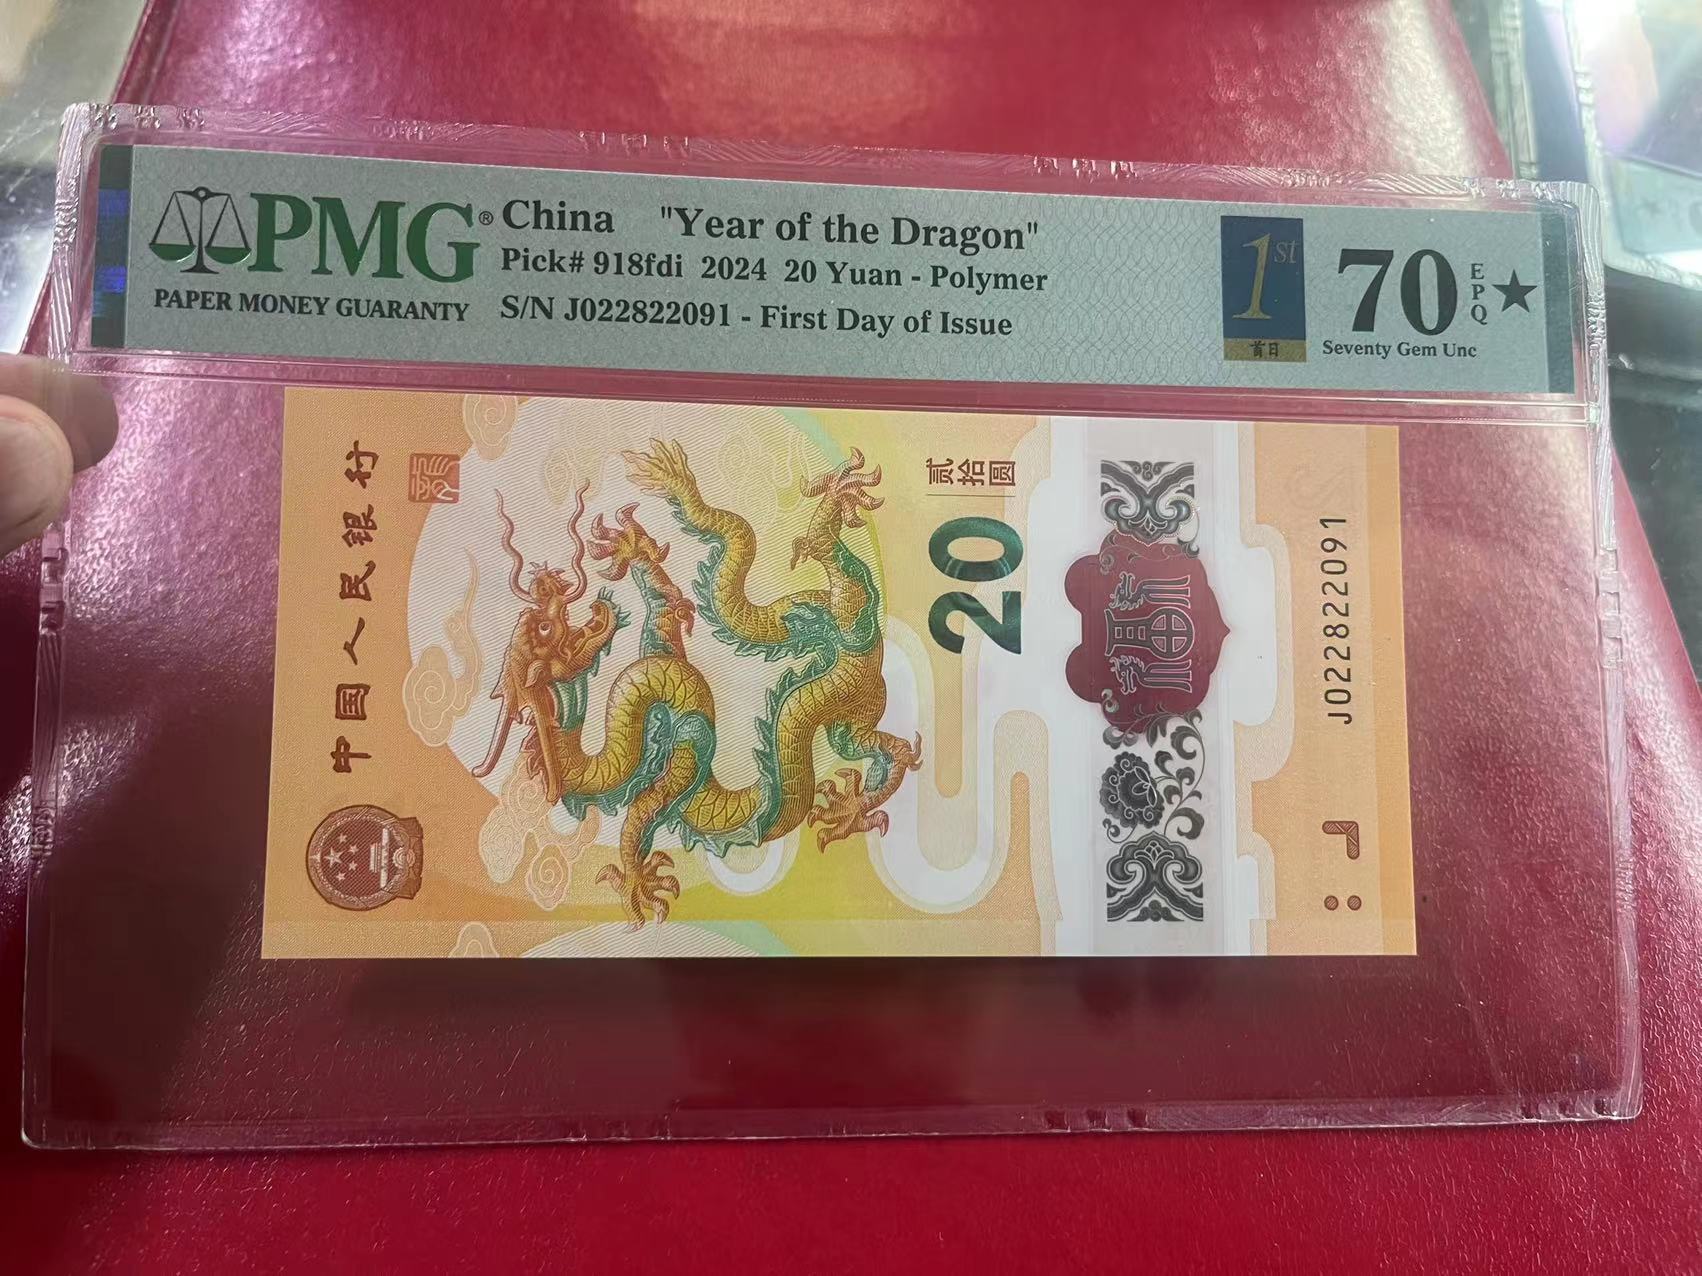 PMG® China "Year of the Dragon"
Pick# 918fdi 2024 20 Yuan - Polymer
PAPER MONEY GUARANTY
S/N J022822091 - First Day of Issue
1st
首日
70
EPQ
★
Seventy Gem Unc
中国人民银行
贰拾圆
20
J022822091